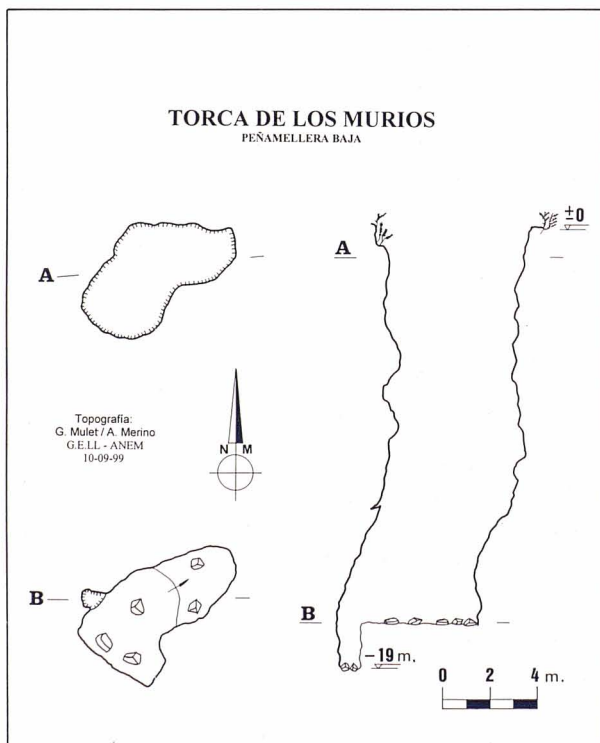 TORCA DE LOS MURIOS
PEÑAMELLERA BAJA
±0
A
A
Topografía:
G. Mulet / A. Merino
G.E.LL - ANEM
10-09-99
N M
B
B
-19 m.
0 2 4 m.